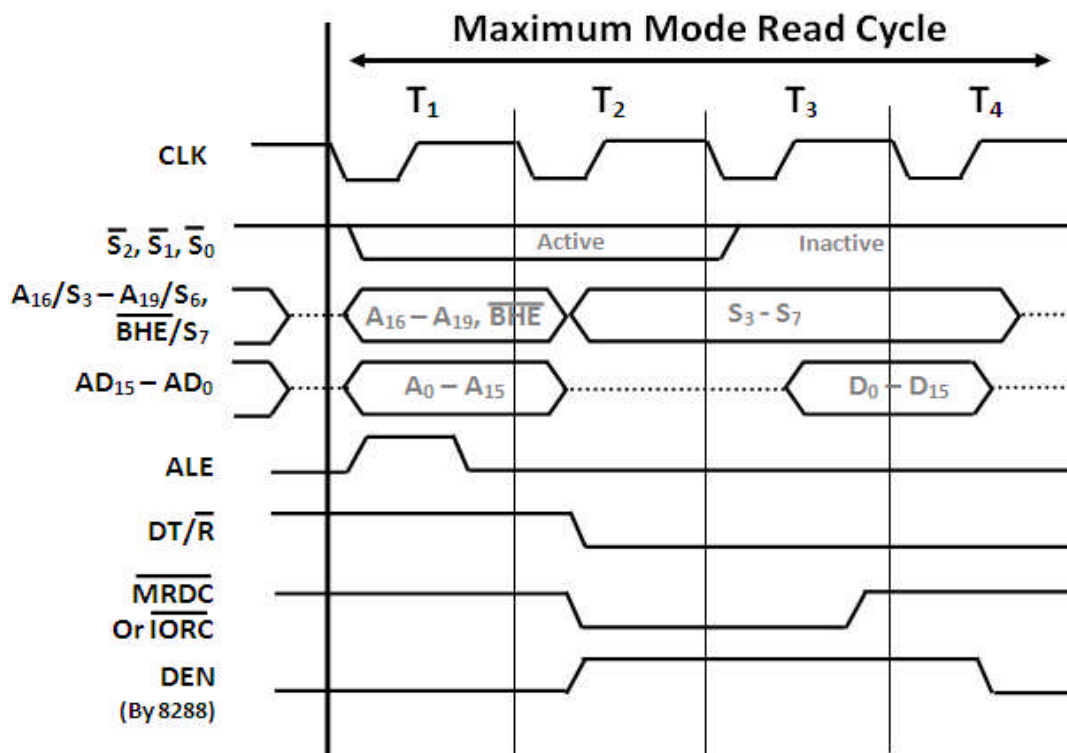 Maximum Mode Read Cycle
T₁ T₂ T₃ T₄
CLK
S̅₂, S̅₁, S̅₀
Active
Inactive
A₁₆/S₃ – A₁₉/S₆,
B̅H̅E̅/S₇
A₁₆ – A₁₉, B̅H̅E̅
S₃ - S₇
AD₁₅ – AD₀
A₀ – A₁₅
D₀ – D₁₅
ALE
DT/R̅
M̅R̅D̅C̅
Or I̅O̅R̅C̅
DEN
(By 8288)